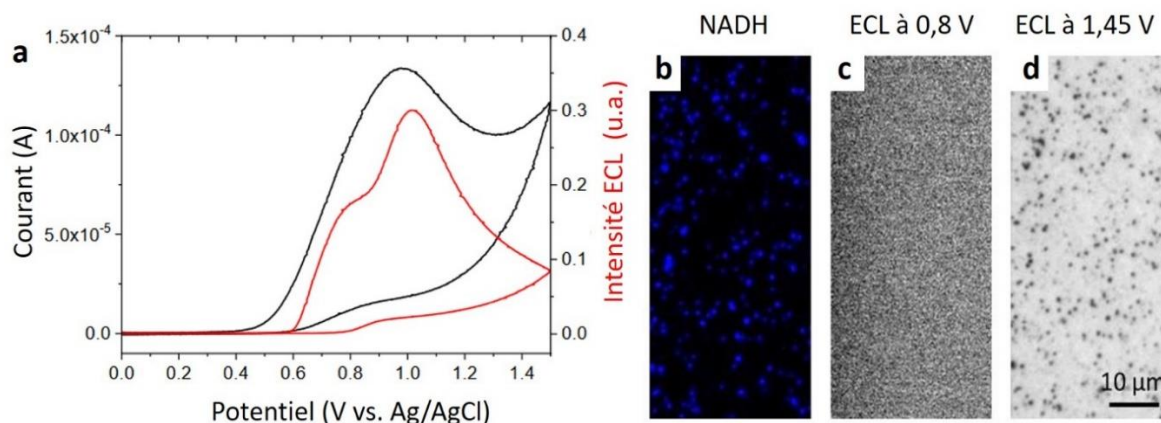 a
1.5x10⁻⁴
1.0x10⁻⁴
5.0x10⁻⁵
0.0
Courant (A)
0.0 0.2 0.4 0.6 0.8 1.0 1.2 1.4
Potentiel (V vs. Ag/AgCl)
0.4
0.3
0.2
0.1
0.0
Intensité ECL (u.a.)
NADH
b
ECL à 0,8 V
c
ECL à 1,45 V
d
10 µm